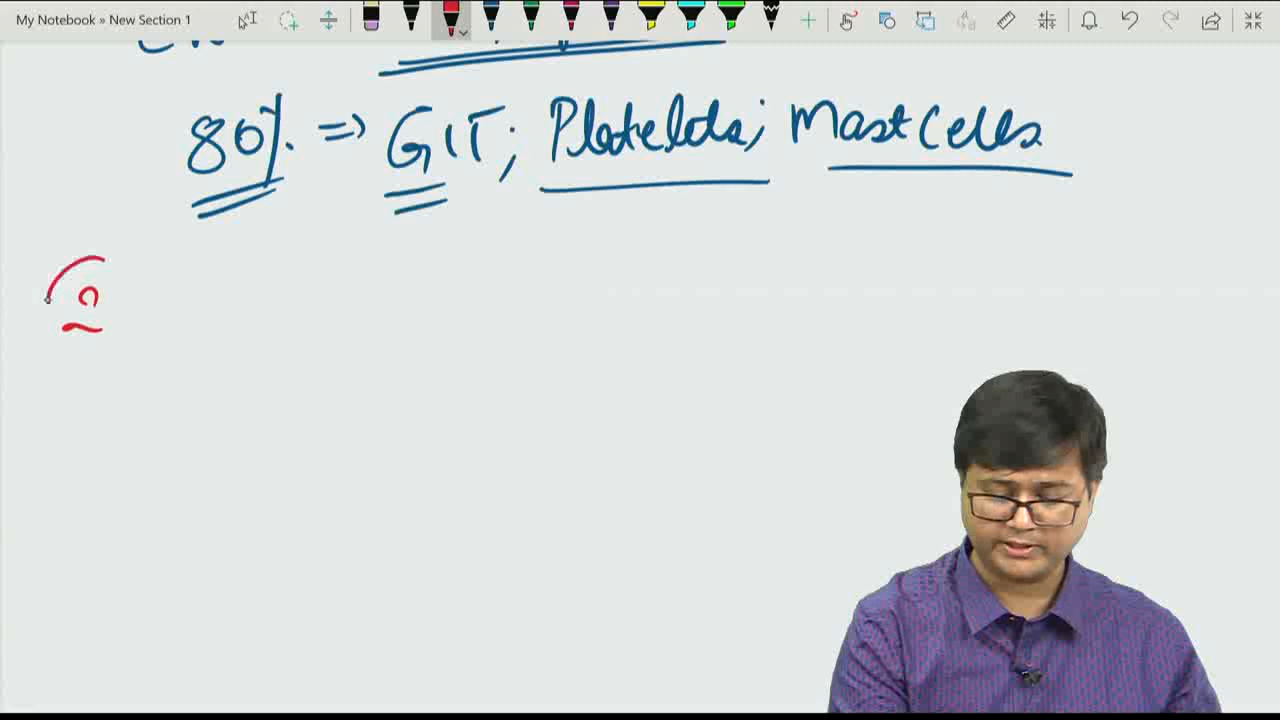 My Notebook » New Section 1
80% => GIT; Platelets; Mast Cells